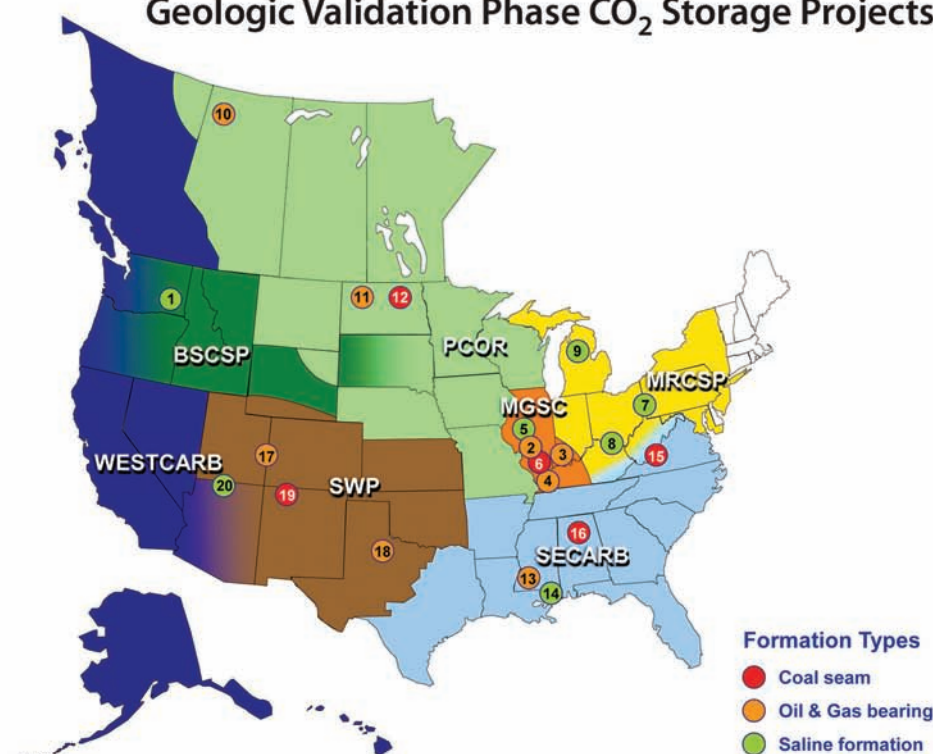 Geologic Validation Phase CO₂ Storage Projects
10
1
11
12
BSCSP
PCOR
9
MRCSP
7
MGSC
5
2
3
6
4
8
15
WESTCARB
17
20
19
SWP
18
16
SECARB
13
14
Formation Types
Coal seam
Oil & Gas bearing
Saline formation